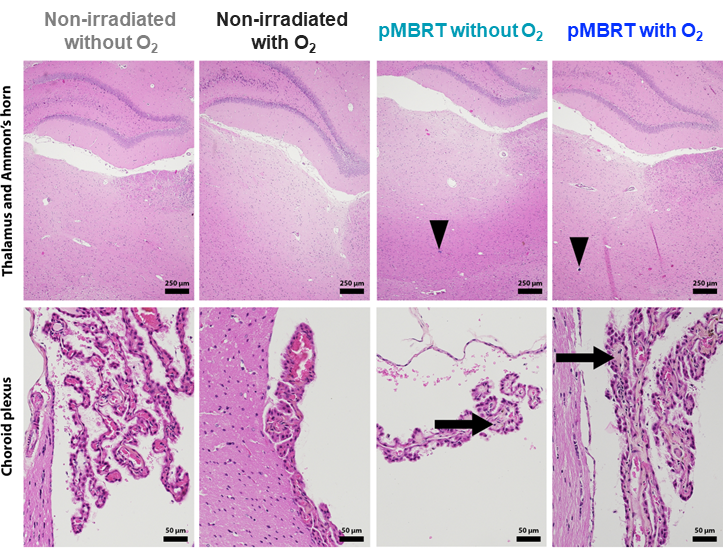 Non-irradiated
without O₂
Non-irradiated
with O₂
pMBRT without O₂
pMBRT with O₂
Thalamus and Ammon's horn
250 µm
250 µm
250 µm
250 µm
Choroid plexus
50 µm
50 µm
50 µm
50 µm